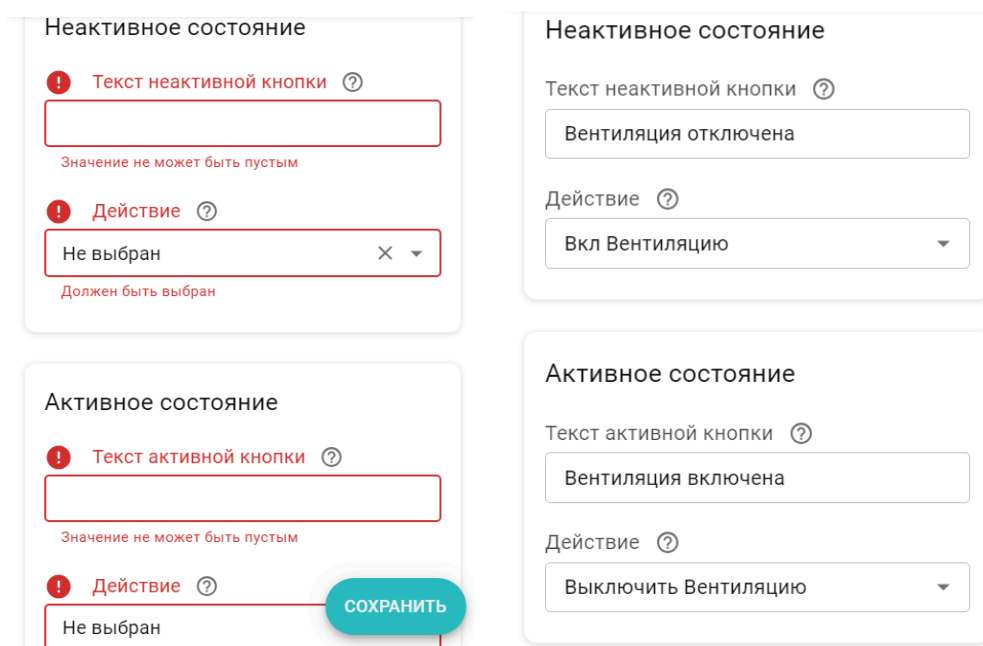 Неактивное состояние
Текст неактивной кнопки
Значение не может быть пустым
Действие
Не выбран
Должен быть выбран
Активное состояние
Текст активной кнопки
Значение не может быть пустым
Действие
Не выбран
СОХРАНИТЬ
Неактивное состояние
Текст неактивной кнопки
Вентиляция отключена
Действие
Вкл Вентиляцию
Активное состояние
Текст активной кнопки
Вентиляция включена
Действие
Выключить Вентиляцию